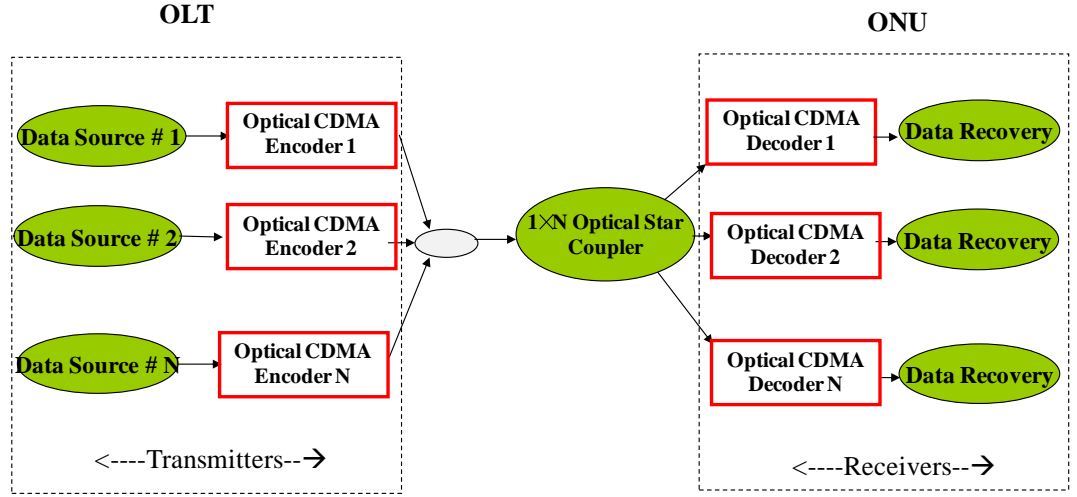 OLT
ONU
Data Source # 1
Optical CDMA
Encoder 1
Optical CDMA
Decoder 1
Data Recovery
Data Source # 2
Optical CDMA
Encoder 2
1×N Optical Star
Coupler
Optical CDMA
Decoder 2
Data Recovery
Data Source # N
Optical CDMA
Encoder N
Optical CDMA
Decoder N
Data Recovery
<----Transmitters--→
<----Receivers--→